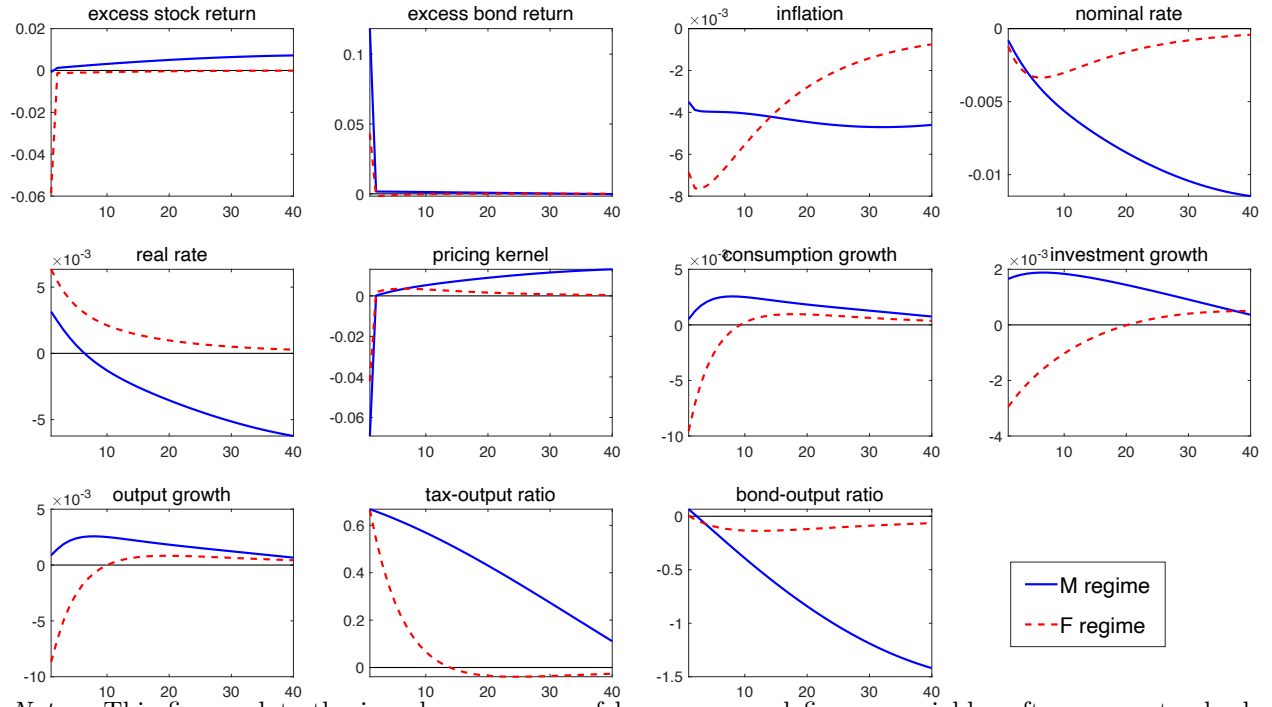 excess stock return
0.02
0
-0.02
-0.04
-0.06
10 20 30 40
excess bond return
0.1
0.05
0
10 20 30 40
inflation
×10⁻³
0
-2
-4
-6
-8
10 20 30 40
nominal rate
0
-0.005
-0.01
10 20 30 40
real rate
×10⁻³
5
0
-5
10 20 30 40
pricing kernel
0
-0.02
-0.04
-0.06
10 20 30 40
consumption growth
5
0
-5
-10
10 20 30 40
investment growth
×10⁻³
2
0
-2
-4
10 20 30 40
output growth
×10⁻³
5
0
-5
-10
10 20 30 40
tax-output ratio
0.6
0.4
0.2
0
10 20 30 40
bond-output ratio
0
-0.5
-1
-1.5
10 20 30 40
M regime
F regime
This figure